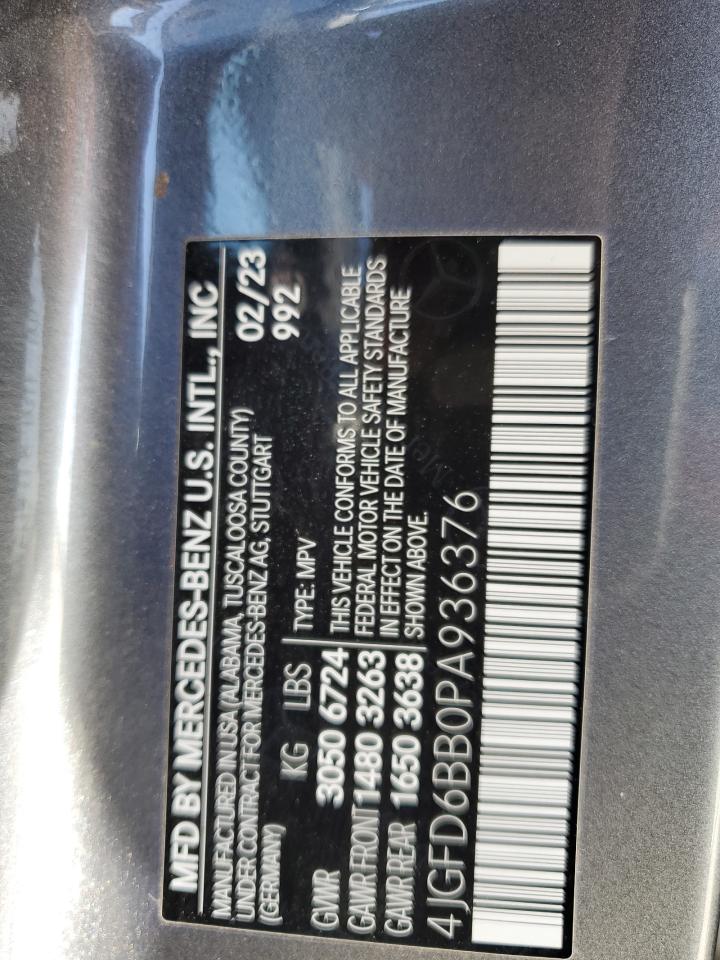 MFD BY MERCEDES-BENZ U.S. INTL., INC
MANUFACTURED IN USA (ALABAMA, TUSCALOOSA COUNTY)
UNDER CONTRACT FOR MERCEDES-BENZ AG, STUTTGART
(GERMANY)
02/23
992
KG LBS TYPE: MPV
GVWR 3050 6724
GAWR FRONT 1480 3263
GAWR REAR 1650 3638
THIS VEHICLE CONFORMS TO ALL APPLICABLE
FEDERAL MOTOR VEHICLE SAFETY STANDARDS
IN EFFECT ON THE DATE OF MANUFACTURE
SHOWN ABOVE.
4JGFD6BB0PA936376